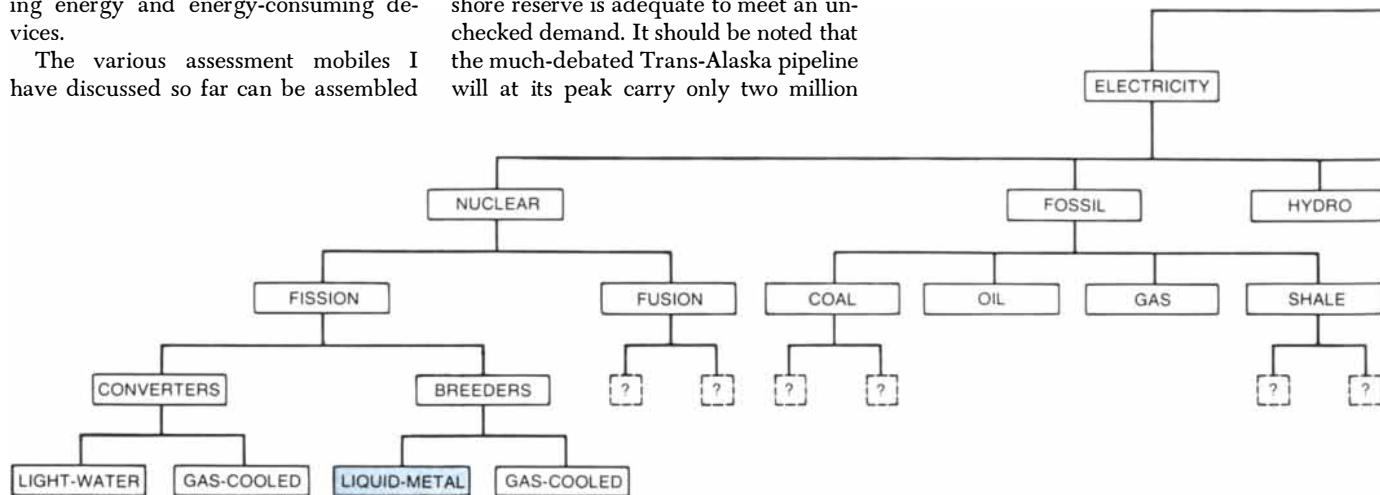 ing energy and energy-consuming de-
vices.
The various assessment mobiles I
have discussed so far can be assembled
shore reserve is adequate to meet an un-
checked demand. It should be noted that
the much-debated Trans-Alaska pipeline
will at its peak carry only two million
ELECTRICITY
NUCLEAR
FOSSIL
HYDRO
FISSION
FUSION
COAL
OIL
GAS
SHALE
CONVERTERS
BREEDERS
?
?
?
?
?
?
LIGHT-WATER
GAS-COOLED
LIQUID-METAL
GAS-COOLED